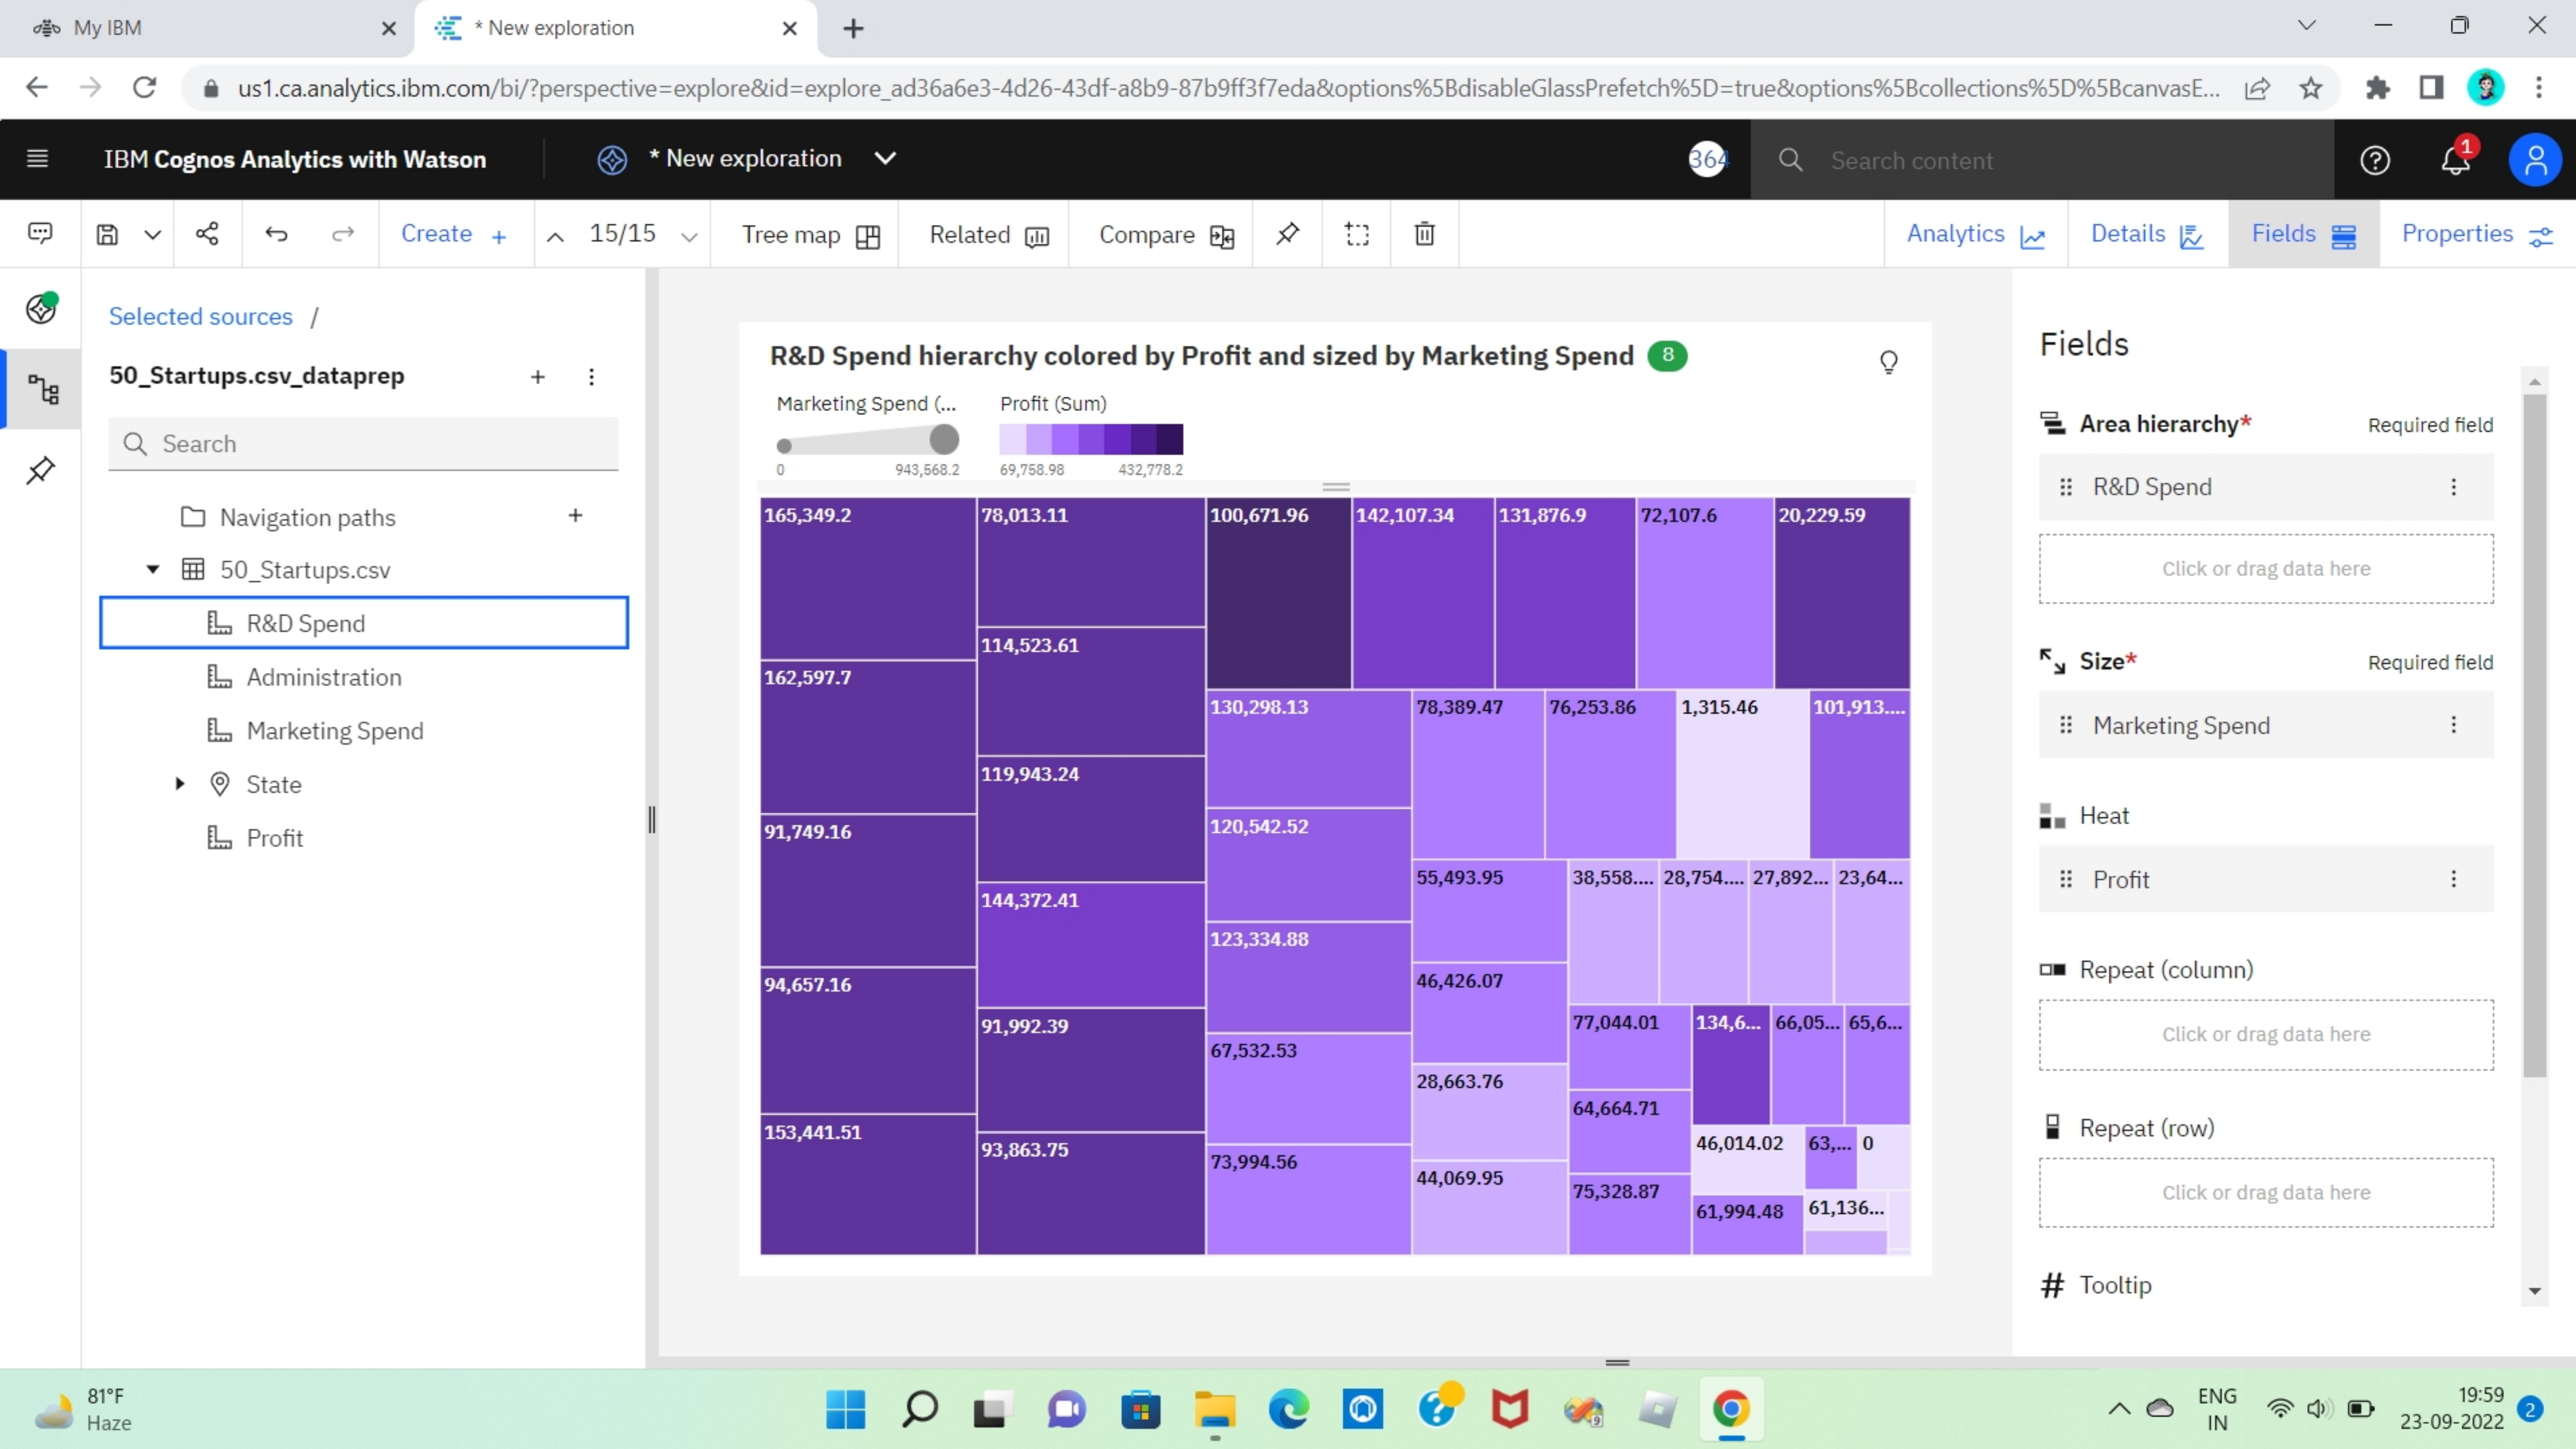 My IBM
* New exploration
us1.ca.analytics.ibm.com/bi/?perspective=explore&id=explore_ad36a6e3-4d26-43df-a8b9-87b9ff3f7eda&options%5BdisableGlassPrefetch%5D=true&options%5Bcollections%5D%5BcanvasE...
IBM Cognos Analytics with Watson
* New exploration
364
Search content
1
Create +
15/15
Tree map
Related
Compare
Analytics
Details
Fields
Properties
Selected sources /
50_Startups.csv_dataprep
Search
Navigation paths
50_Startups.csv
R&D Spend
Administration
Marketing Spend
State
Profit
R&D Spend hierarchy colored by Profit and sized by Marketing Spend 8
Marketing Spend (... Profit (Sum)
0 943,568.2 69,758.98 432,778.2
165,349.2 78,013.11 100,671.96 142,107.34 131,876.9 72,107.6 20,229.59
114,523.61
162,597.7
130,298.13 78,389.47 76,253.86 1,315.46 101,913....
119,943.24
91,749.16 120,542.52
55,493.95 38,558.... 28,754.... 27,892... 23,64...
144,372.41
123,334.88
94,657.16 46,426.07
91,992.39 77,044.01 134,6... 66,05... 65,6...
67,532.53
28,663.76
64,664.71
153,441.51 46,014.02 63,... 0
93,863.75 73,994.56
44,069.95
75,328.87 61,994.48 61,136...
Fields
Area hierarchy* Required field
R&D Spend
Click or drag data here
Size* Required field
Marketing Spend
Heat
Profit
Repeat (column)
Click or drag data here
Repeat (row)
Click or drag data here
# Tooltip
81°F
Haze
9
ENG
IN
19:59
23-09-2022
2